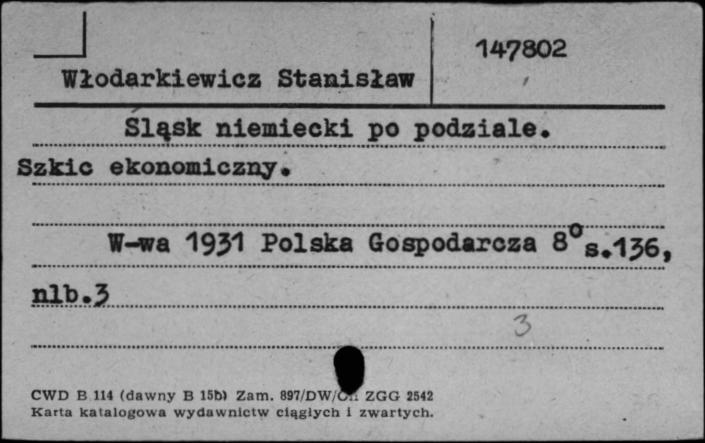 147802
Włodarkiewicz Stanisław
Śląsk niemiecki po podziale.
Szkic ekonomiczny.
W-wa 1931 Polska Gospodarcza 8° s.136,
nlb.3
3
CWD B 114 (dawny B 15b) Zam. 897/DW/ ZGG 2542
Karta katalogowa wydawnictw ciągłych i zwartych.